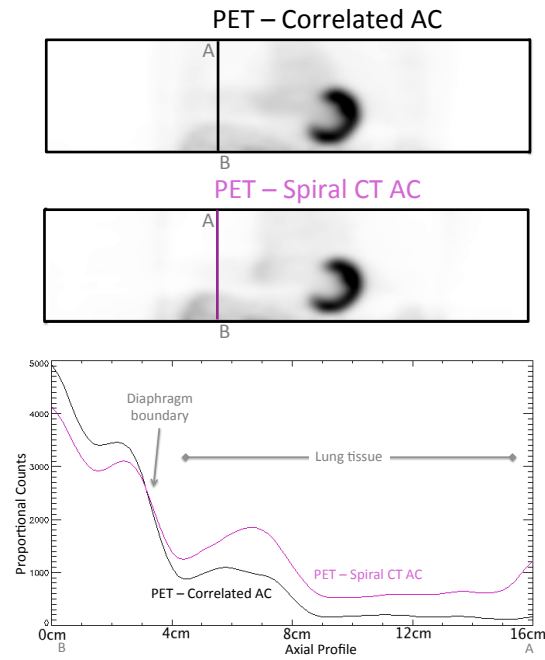 PET – Correlated AC
A
B
PET – Spiral CT AC
A
B
5000
4000
3000
2000
1000
0
Proportional Counts
Diaphragm
boundary
Lung tissue
PET – Spiral CT AC
PET – Correlated AC
0cm 4cm 8cm 12cm 16cm
B Axial Profile A